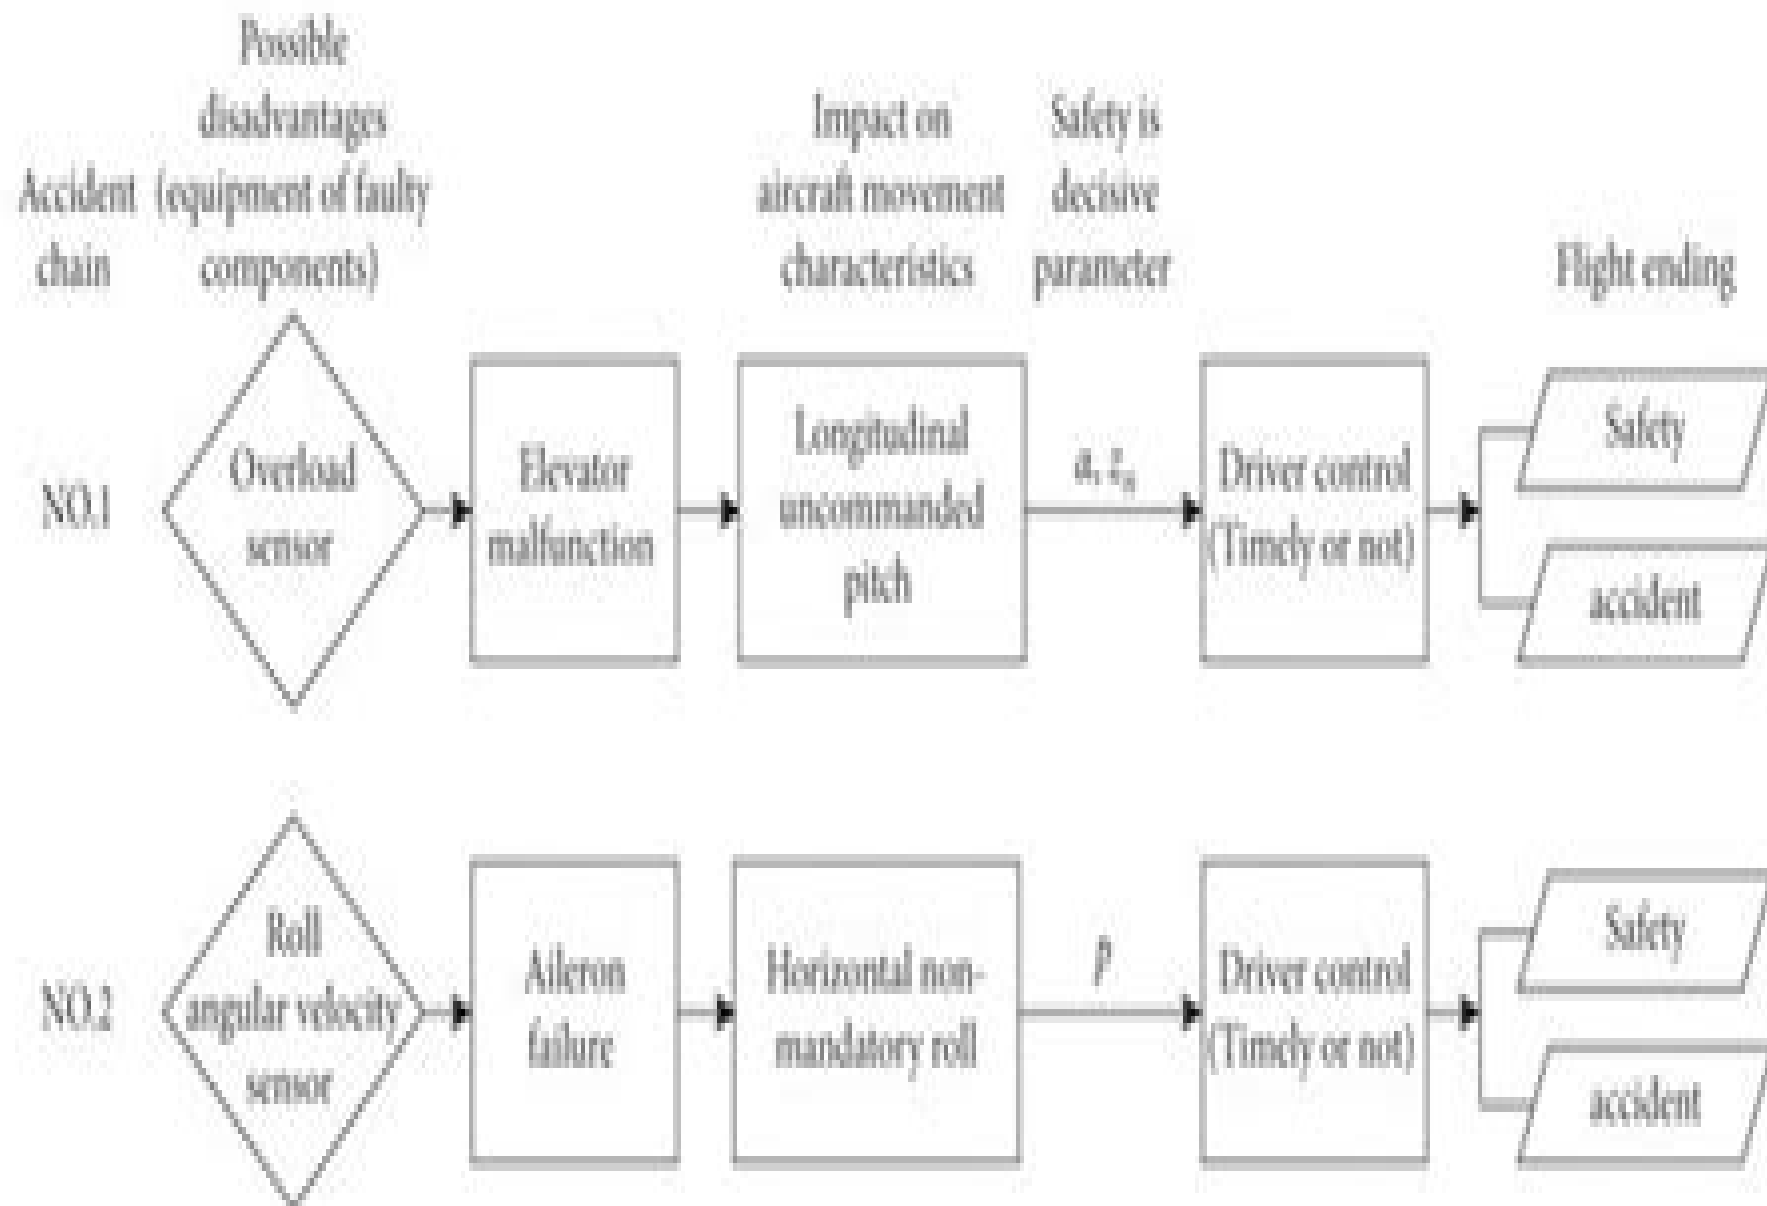 Possible
disadvantages
(equipment of faulty
components)
Accident
chain
Impact on
aircraft movement
characteristics
Safety is
decisive
parameter
Flight ending
NO.1
Overload
sensor
Elevator
malfunction
Longitudinal
uncommanded
pitch
Driver control
(Timely or not)
Safety
accident
NO.2
Roll
angular velocity
sensor
Aileron
failure
Horizontal non-
mandatory roll
p
Driver control
(Timely or not)
Safety
accident